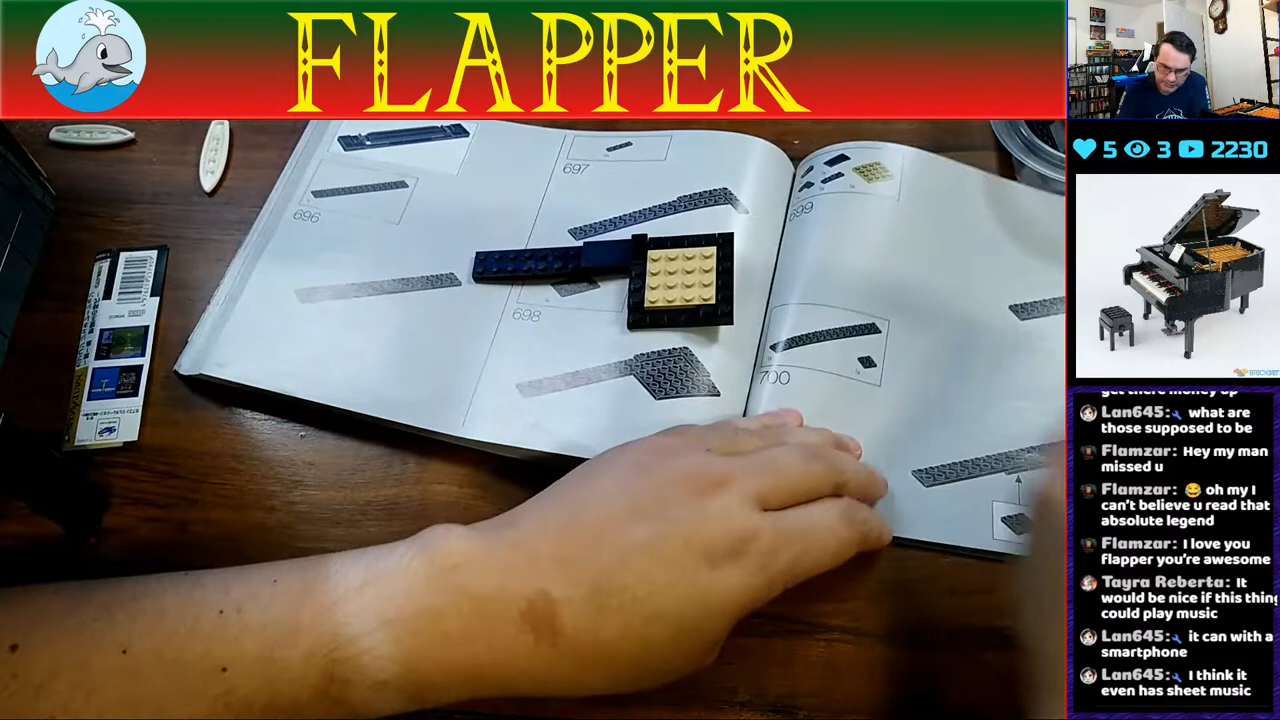 FLAPPER
5 3 2230
697
696
699
698
700
Lan645: what are
those supposed to be
Flamzar: Hey my man
missed u
Flamzar: 😂 oh my I
can't believe u read that
absolute legend
Flamzar: I love you
flapper you're awesome
Tayra Reberta: It
would be nice if this thing
could play music
Lan645: it can with a
smartphone
Lan645: I think it
even has sheet music